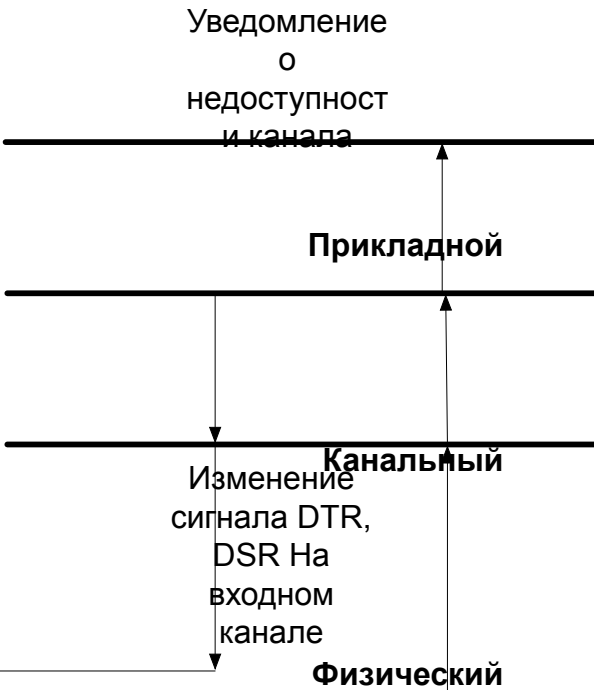 Уведомление
о
недоступност
и канала
Прикладной
Канальный
Изменение
сигнала DTR,
DSR На
входном
канале
Физический